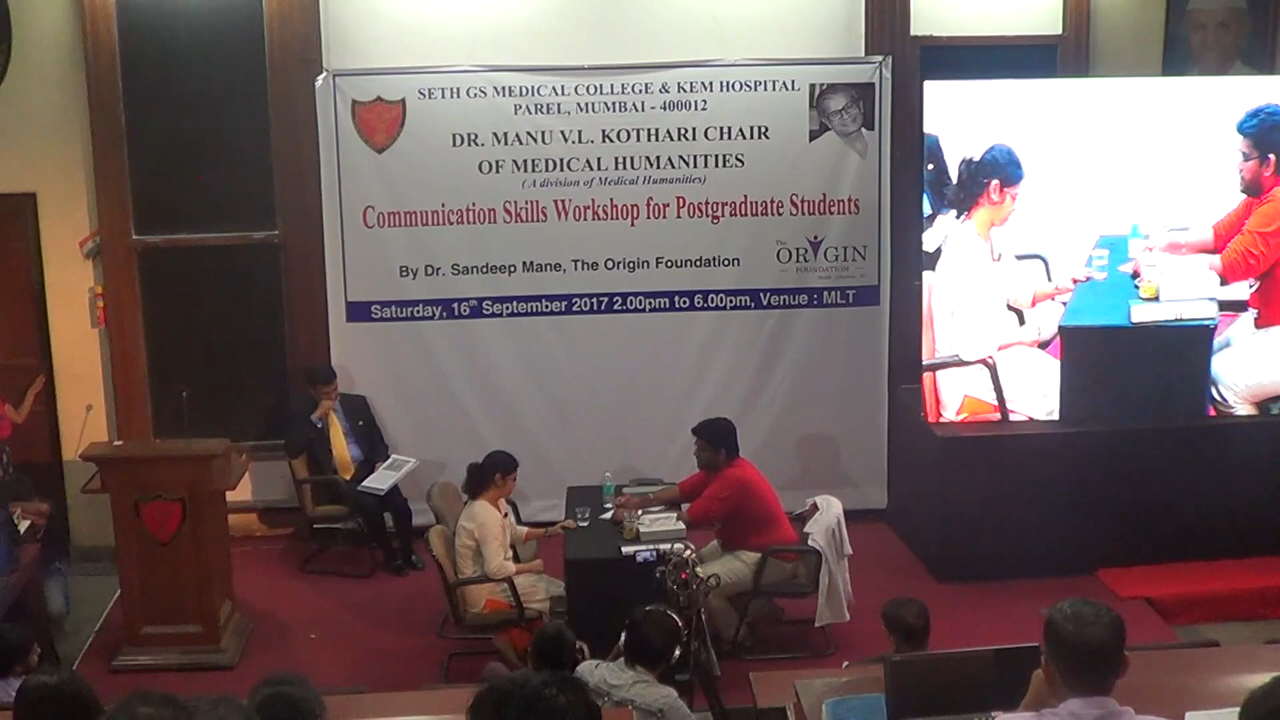 SETH GS MEDICAL COLLEGE & KEM HOSPITAL
PAREL, MUMBAI - 400012
DR. MANU V.L. KOTHARI CHAIR
OF MEDICAL HUMANITIES
( A division of Medical Humanities)
Communication Skills Workshop for Postgraduate Students
By Dr. Sandeep Mane, The Origin Foundation
The
ORIGIN
FOUNDATION
Saturday, 16th September 2017 2.00pm to 6.00pm, Venue : MLT